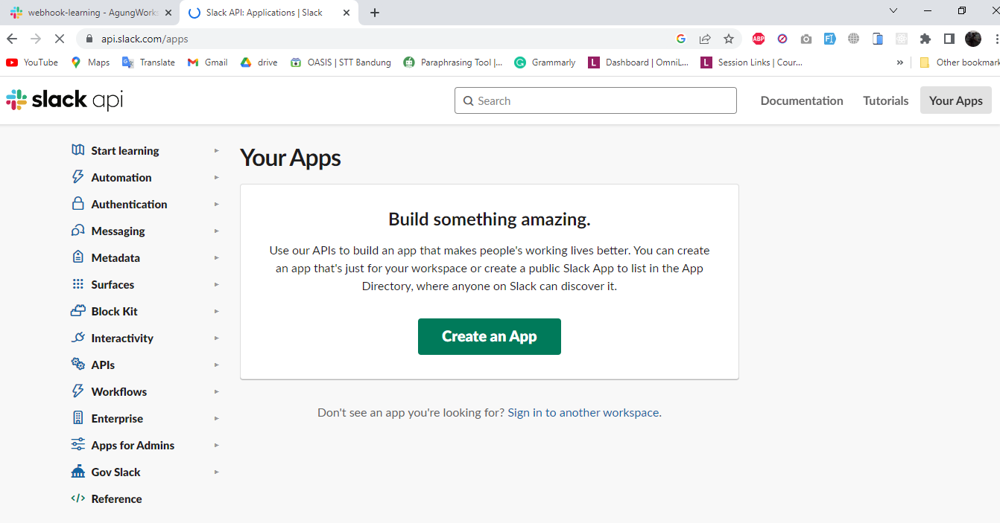 webhook-learning - AgungWorks
Slack API: Applications | Slack
api.slack.com/apps
ABP
YouTube
Maps
Translate
Gmail
drive
OASIS | STT Bandung
Paraphrasing Tool |...
Grammarly
L Dashboard | OmniL...
L Session Links | Cour...
»
Other bookmark
slack api
Search
Documentation
Tutorials
Your Apps
Start learning
Automation
Authentication
Messaging
Metadata
Surfaces
Block Kit
Interactivity
APIs
Workflows
Enterprise
Apps for Admins
Gov Slack
Reference
Your Apps
Build something amazing.
Use our APIs to build an app that makes people's working lives better. You can create
an app that's just for your workspace or create a public Slack App to list in the App
Directory, where anyone on Slack can discover it.
Create an App
Don't see an app you're looking for? Sign in to another workspace.